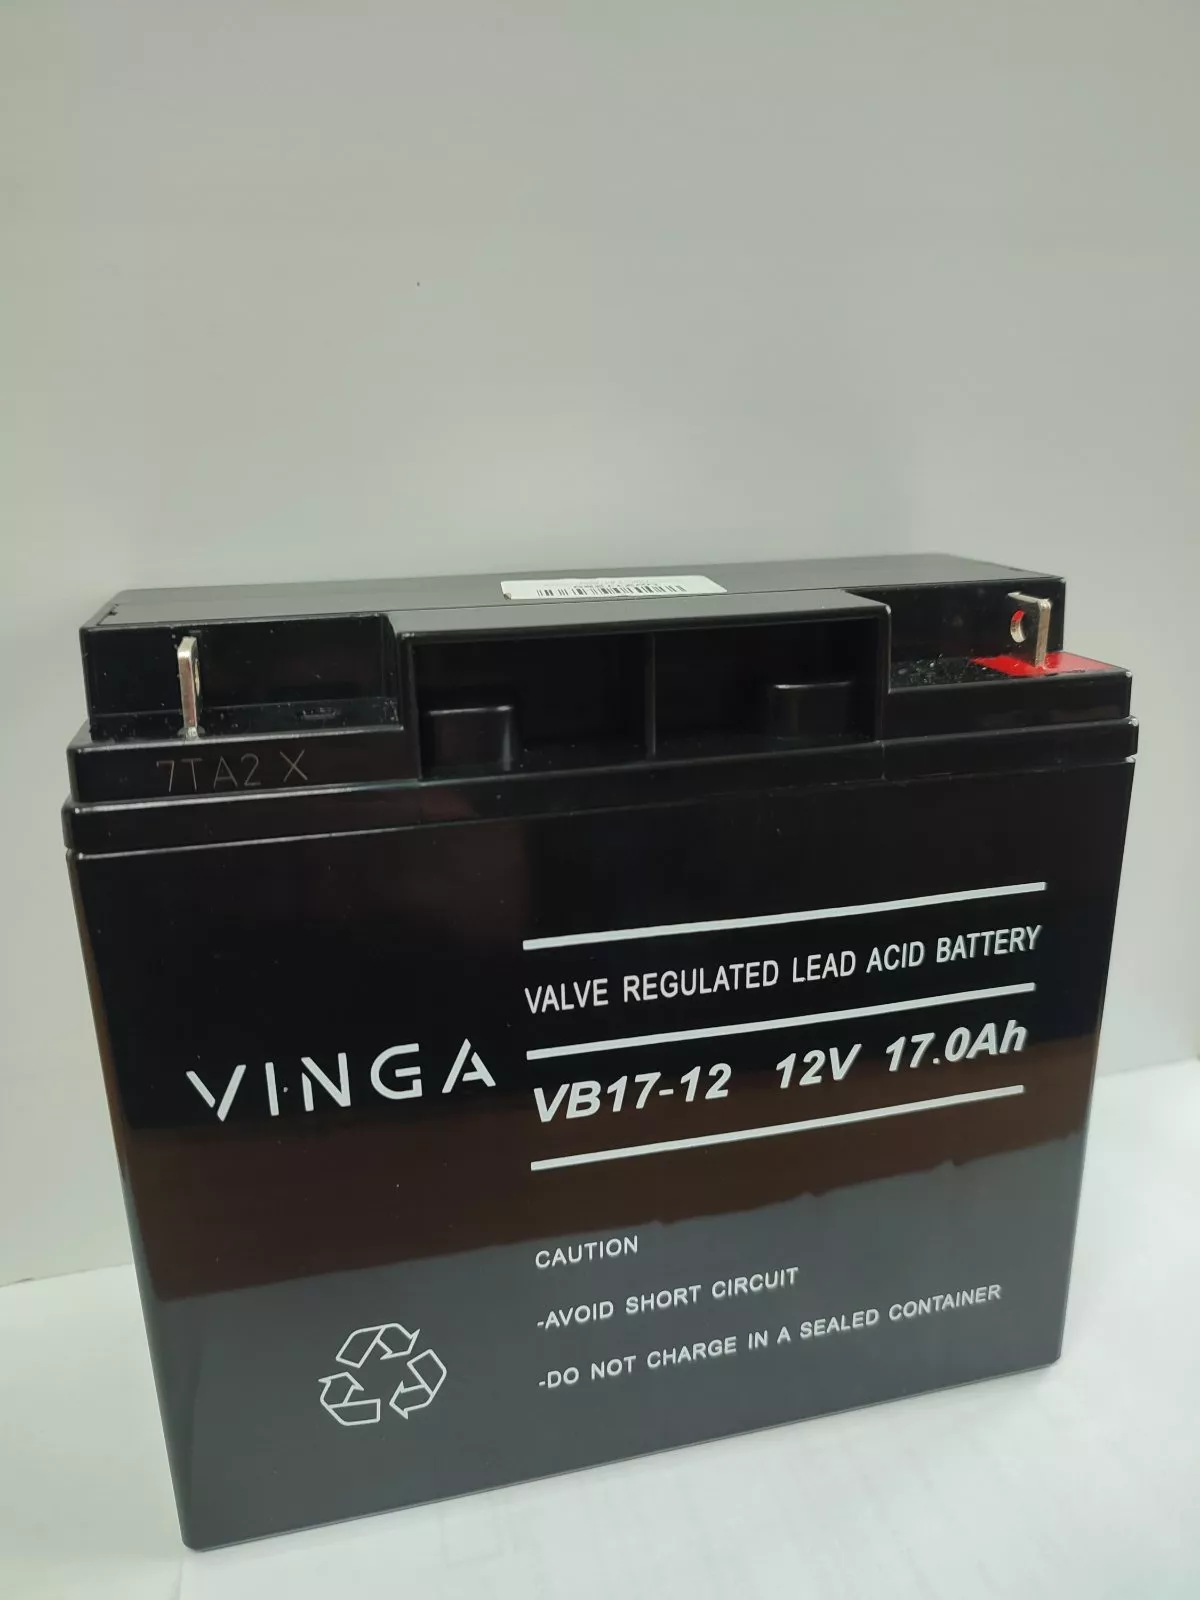 7TA2 X
VALVE REGULATED LEAD ACID BATTERY
VINGA
VB17-12 12V 17.0Ah
CAUTION
-AVOID SHORT CIRCUIT
-DO NOT CHARGE IN A SEALED CONTAINER